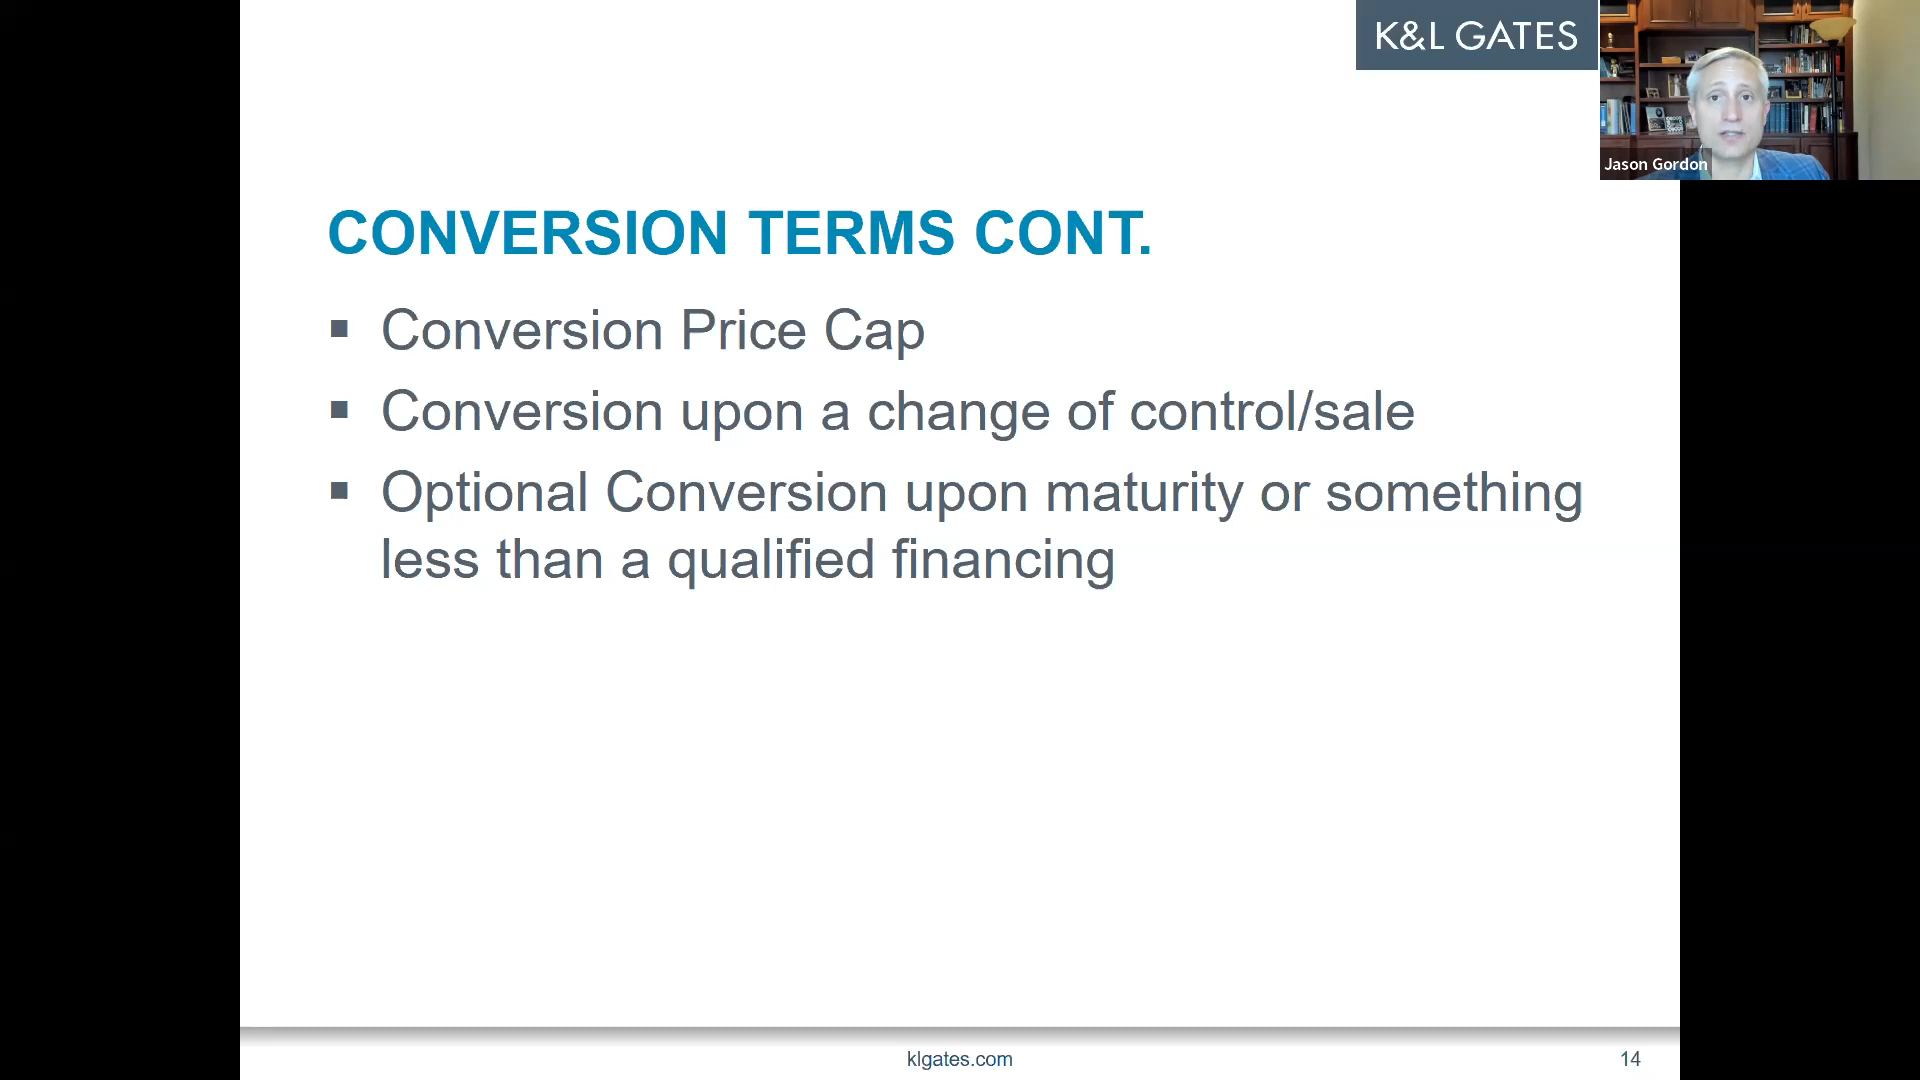 K&L GATES
Jason Gordon
CONVERSION TERMS CONT.
▪ Conversion Price Cap
▪ Conversion upon a change of control/sale
▪ Optional Conversion upon maturity or something
less than a qualified financing
klgates.com
14